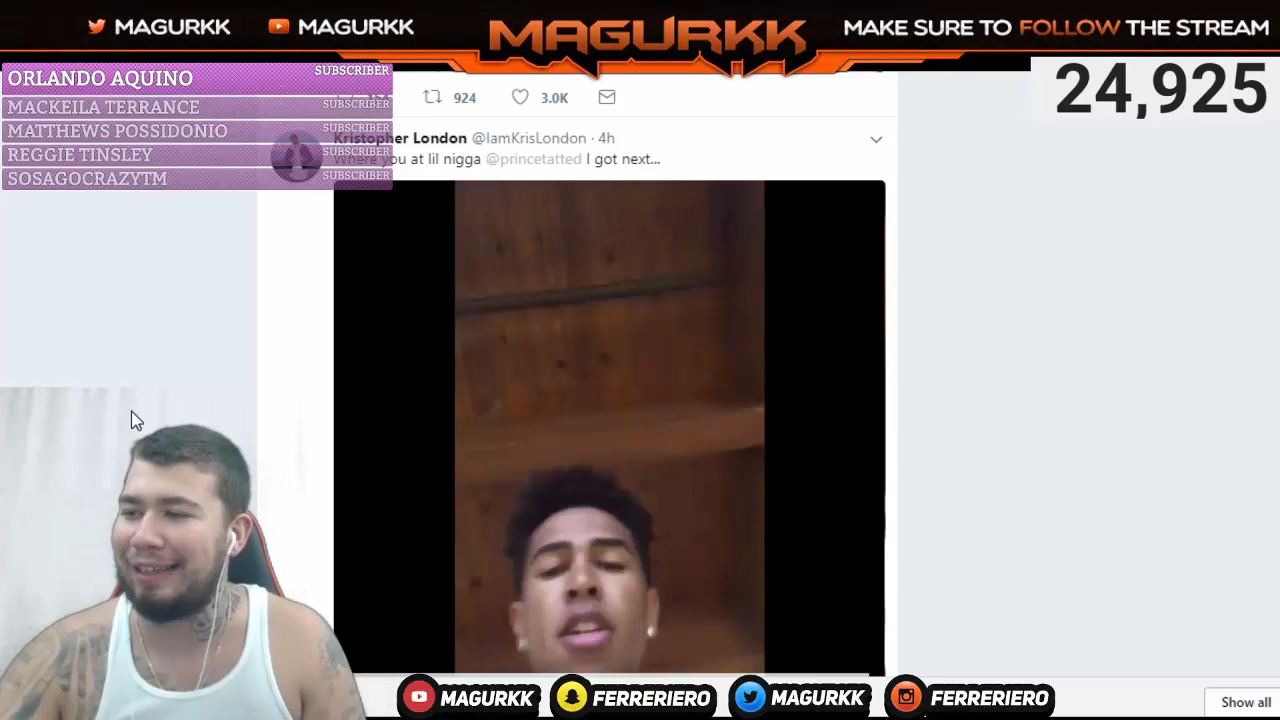 MAGURKK
MAGURKK
MAGURKK
MAKE SURE TO FOLLOW THE STREAM
24,925
ORLANDO AQUINO SUBSCRIBER
MACKEILA TERRANCE SUBSCRIBER
MATTHEWS POSSIDONIO SUBSCRIBER
REGGIE TINSLEY SUBSCRIBER
SOSAGOCRAZYTM SUBSCRIBER
924 3.0K
Kristopher London @IamKrisLondon · 4h
Where you at lil nigga @princetatted I got next...
MAGURKK
FERRERIERO
MAGURKK
FERRERIERO
Show all